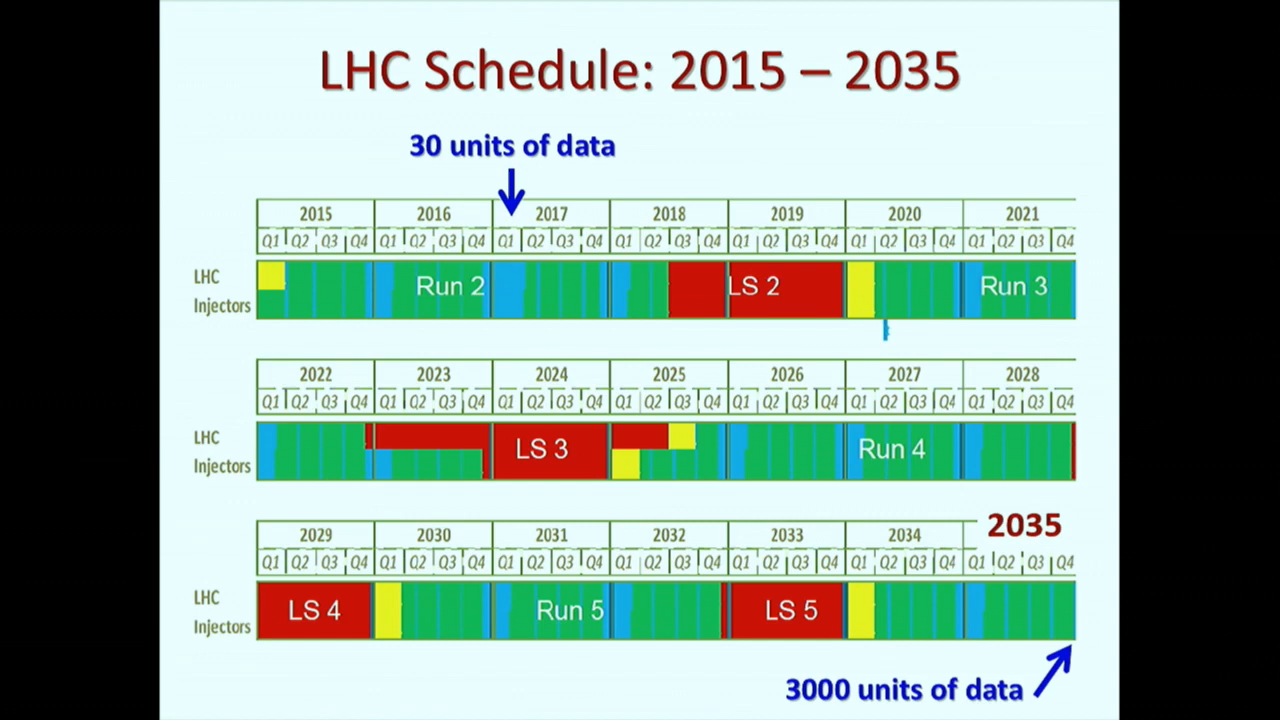 LHC Schedule: 2015 – 2035
30 units of data
2015 2016 2017 2018 2019 2020 2021
Q1 Q2 Q3 Q4 Q1 Q2 Q3 Q4 Q1 Q2 Q3 Q4 Q1 Q2 Q3 Q4 Q1 Q2 Q3 Q4 Q1 Q2 Q3 Q4 Q1 Q2 Q3 Q4
LHC Run 2 LS 2 Run 3
Injectors
2022 2023 2024 2025 2026 2027 2028
Q1 Q2 Q3 Q4 Q1 Q2 Q3 Q4 Q1 Q2 Q3 Q4 Q1 Q2 Q3 Q4 Q1 Q2 Q3 Q4 Q1 Q2 Q3 Q4 Q1 Q2 Q3 Q4
LHC LS 3 Run 4
Injectors
2029 2030 2031 2032 2033 2034 2035
Q1 Q2 Q3 Q4 Q1 Q2 Q3 Q4 Q1 Q2 Q3 Q4 Q1 Q2 Q3 Q4 Q1 Q2 Q3 Q4 Q1 Q2 Q3 Q4 Q1 Q2 Q3 Q4
LHC LS 4 Run 5 LS 5
Injectors
3000 units of data